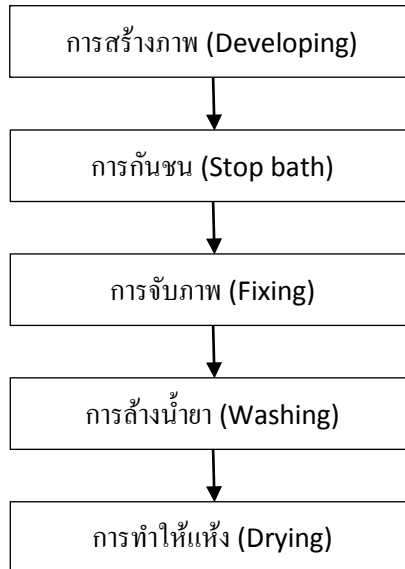 การสร้างภาพ (Developing)
การกันชน (Stop bath)
การจับภาพ (Fixing)
การล้างน้ำยา (Washing)
การทำให้แห้ง (Drying)